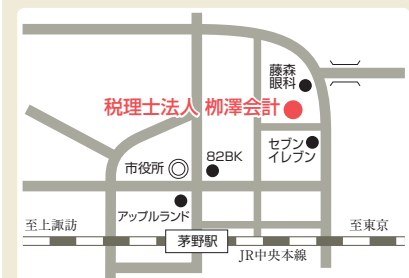 藤森
眼科
税理士法人 栁澤会計
セブン
イレブン
市役所
82BK
アップルランド
至上諏訪
至東京
茅野駅
JR中央本線